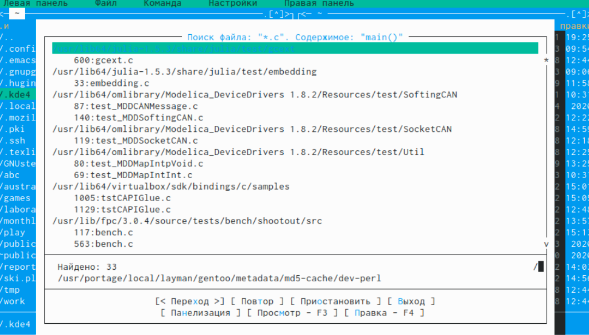 Левая панель Файл Команда Настройки Правая панель
Поиск файла: "*.c". Содержимое: "main()"
600:gcext.c
/usr/lib64/julia-1.5.3/share/julia/test/embedding
33:embedding.c
/usr/lib64/omlibrary/Modelica_DeviceDrivers 1.8.2/Resources/test/SoftingCAN
87:test_MDDCANMessage.c
140:test_MDDSoftingCAN.c
/usr/lib64/omlibrary/Modelica_DeviceDrivers 1.8.2/Resources/test/SocketCAN
119:test_MDDSocketCAN.c
/usr/lib64/omlibrary/Modelica_DeviceDrivers 1.8.2/Resources/test/Util
80:test_MDDMapIntpVoid.c
69:test_MDDMapIntInt.c
/usr/lib64/virtualbox/sdk/bindings/c/samples
1005:tstCAPIGlue.c
1129:tstCAPIGlue.c
/usr/lib/fpc/3.0.4/source/tests/bench/shootout/src
117:bench.c
563:bench.c
Найдено: 33
/usr/portage/local/layman/gentoo/metadata/md5-cache/dev-perl
[< Переход >] [ Повтор ] [ Приостановить ] [ Выход ]
[ Панелизация ] [ Просмотр - F3 ] [ Правка - F4 ]
/..
/.confi
/.emacs
/.gnupg
/.hugin
/.kde4
/.local
/.mozil
/.pki
/.ssh
/.texli
/GNUste
/abc
/austra
/games
/labora
/monthl
/play
/public
~public
/report
/ski.pl
/tmp
/work
/.kde4